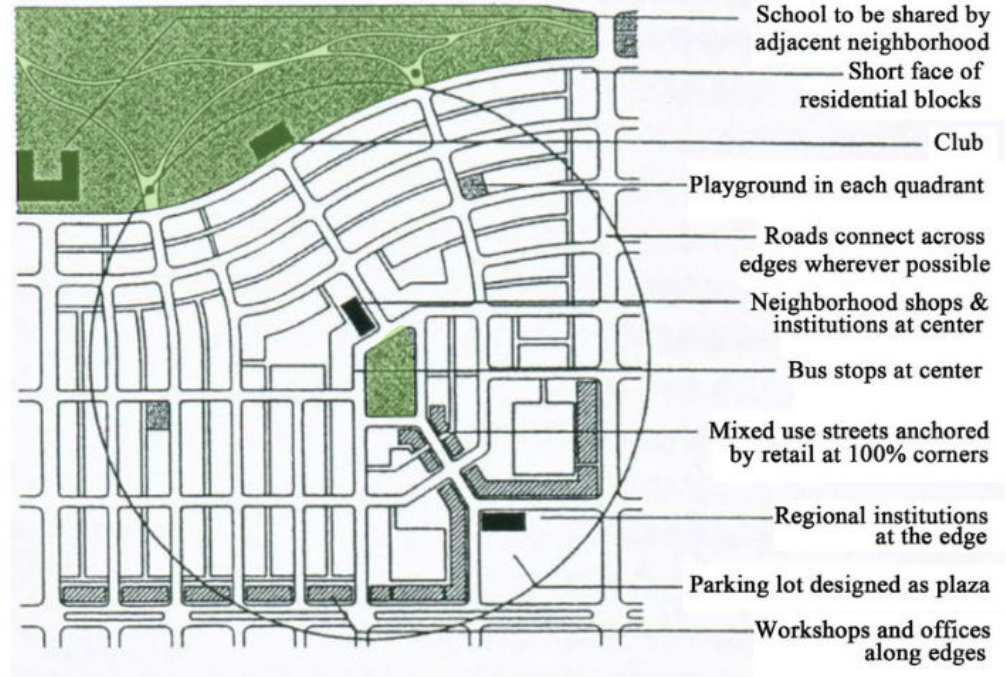 School to be shared by
adjacent neighborhood
Short face of
residential blocks
Club
Playground in each quadrant
Roads connect across
edges wherever possible
Neighborhood shops &
institutions at center
Bus stops at center
Mixed use streets anchored
by retail at 100% corners
Regional institutions
at the edge
Parking lot designed as plaza
Workshops and offices
along edges